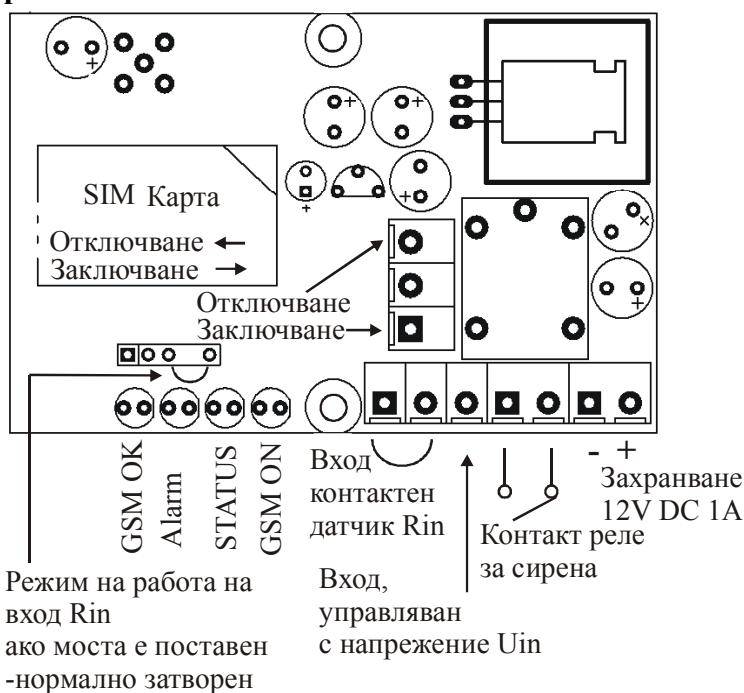 SIM Карта
Отключване
Заключване
Отключване
Заключване
GSM OK
Alarm
STATUS
GSM ON
Вход
контактен
датчик Rin
- +
Захранване
12V DC 1A
Контакт реле
за сирена
Режим на работа на
вход Rin
ако моста е поставен
-нормално затворен
Вход,
управляван
с напрежение Uin